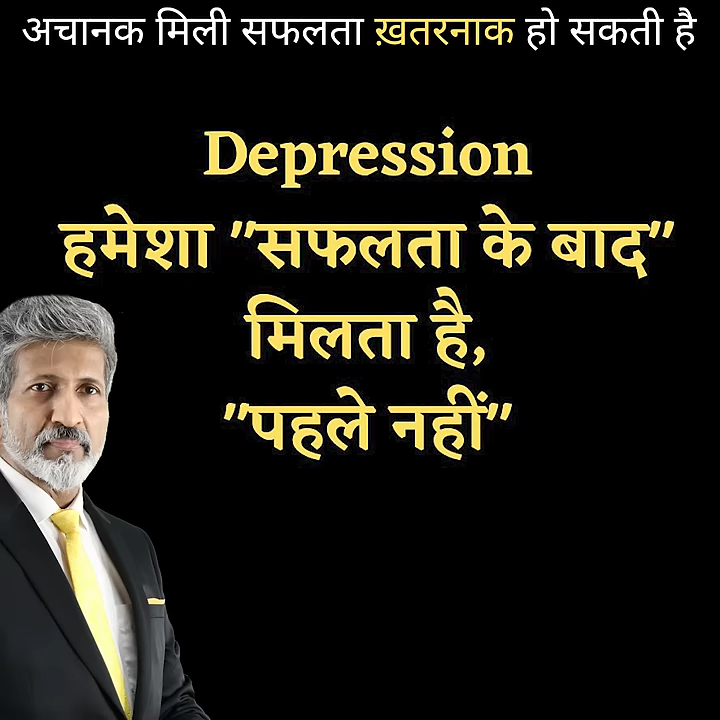 अचानक मिली सफलता ख़तरनाक हो सकती है
Depression
हमेशा "सफलता के बाद"
मिलता है,
"पहले नहीं"